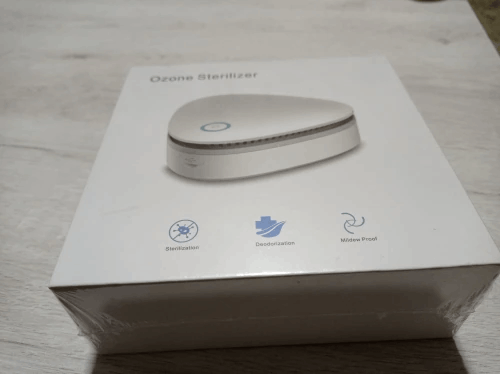 Ozone Sterilizer
Sterilization
Deodorization
Mildew Proof